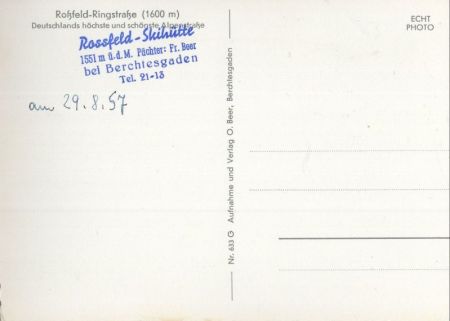 Roßfeld-Ringstraße (1600 m)
Deutschlands höchste und schönste Alpenstraße
Rossfeld-Skihütte
1551 m ü.d.M. Pächter: Fr. Beer
bei Berchtesgaden
Tel. 21-13
am 29.8.57
Nr. 633 G Aufnahme und Verlag O. Beer, Berchtesgaden
ECHT
PHOTO